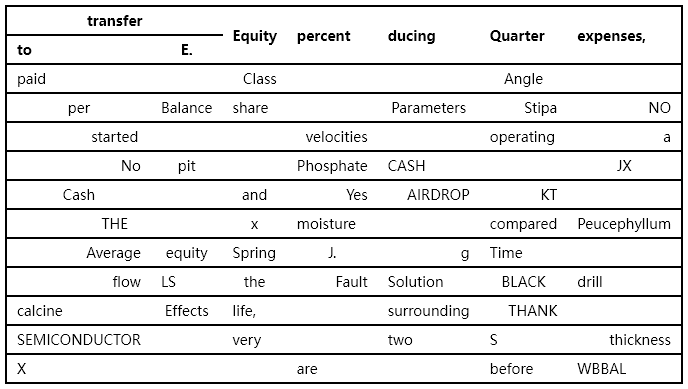 transfer
Equity percent ducing Quarter expenses,
to E.
paid Class Angle
per Balance share Parameters Stipa NO
started velocities operating a
No pit Phosphate CASH JX
Cash and Yes AIRDROP KT
THE x moisture compared Peucephyllum
Average equity Spring J. g Time
flow LS the Fault Solution BLACK drill
calcine Effects life, surrounding THANK
SEMICONDUCTOR very two S thickness
X are before WBBAL